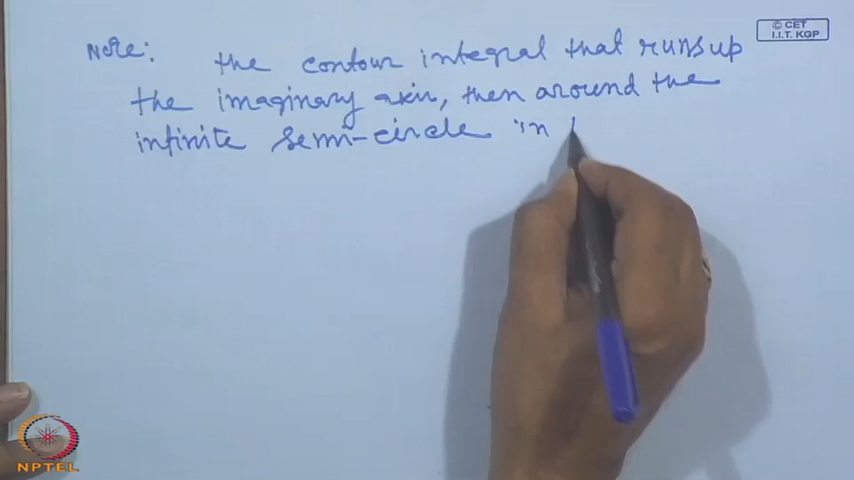 © CET
I.I.T. KGP
Note: the contour integral that runs up
the imaginary axis, then around the
infinite semi-circle in
NPTEL